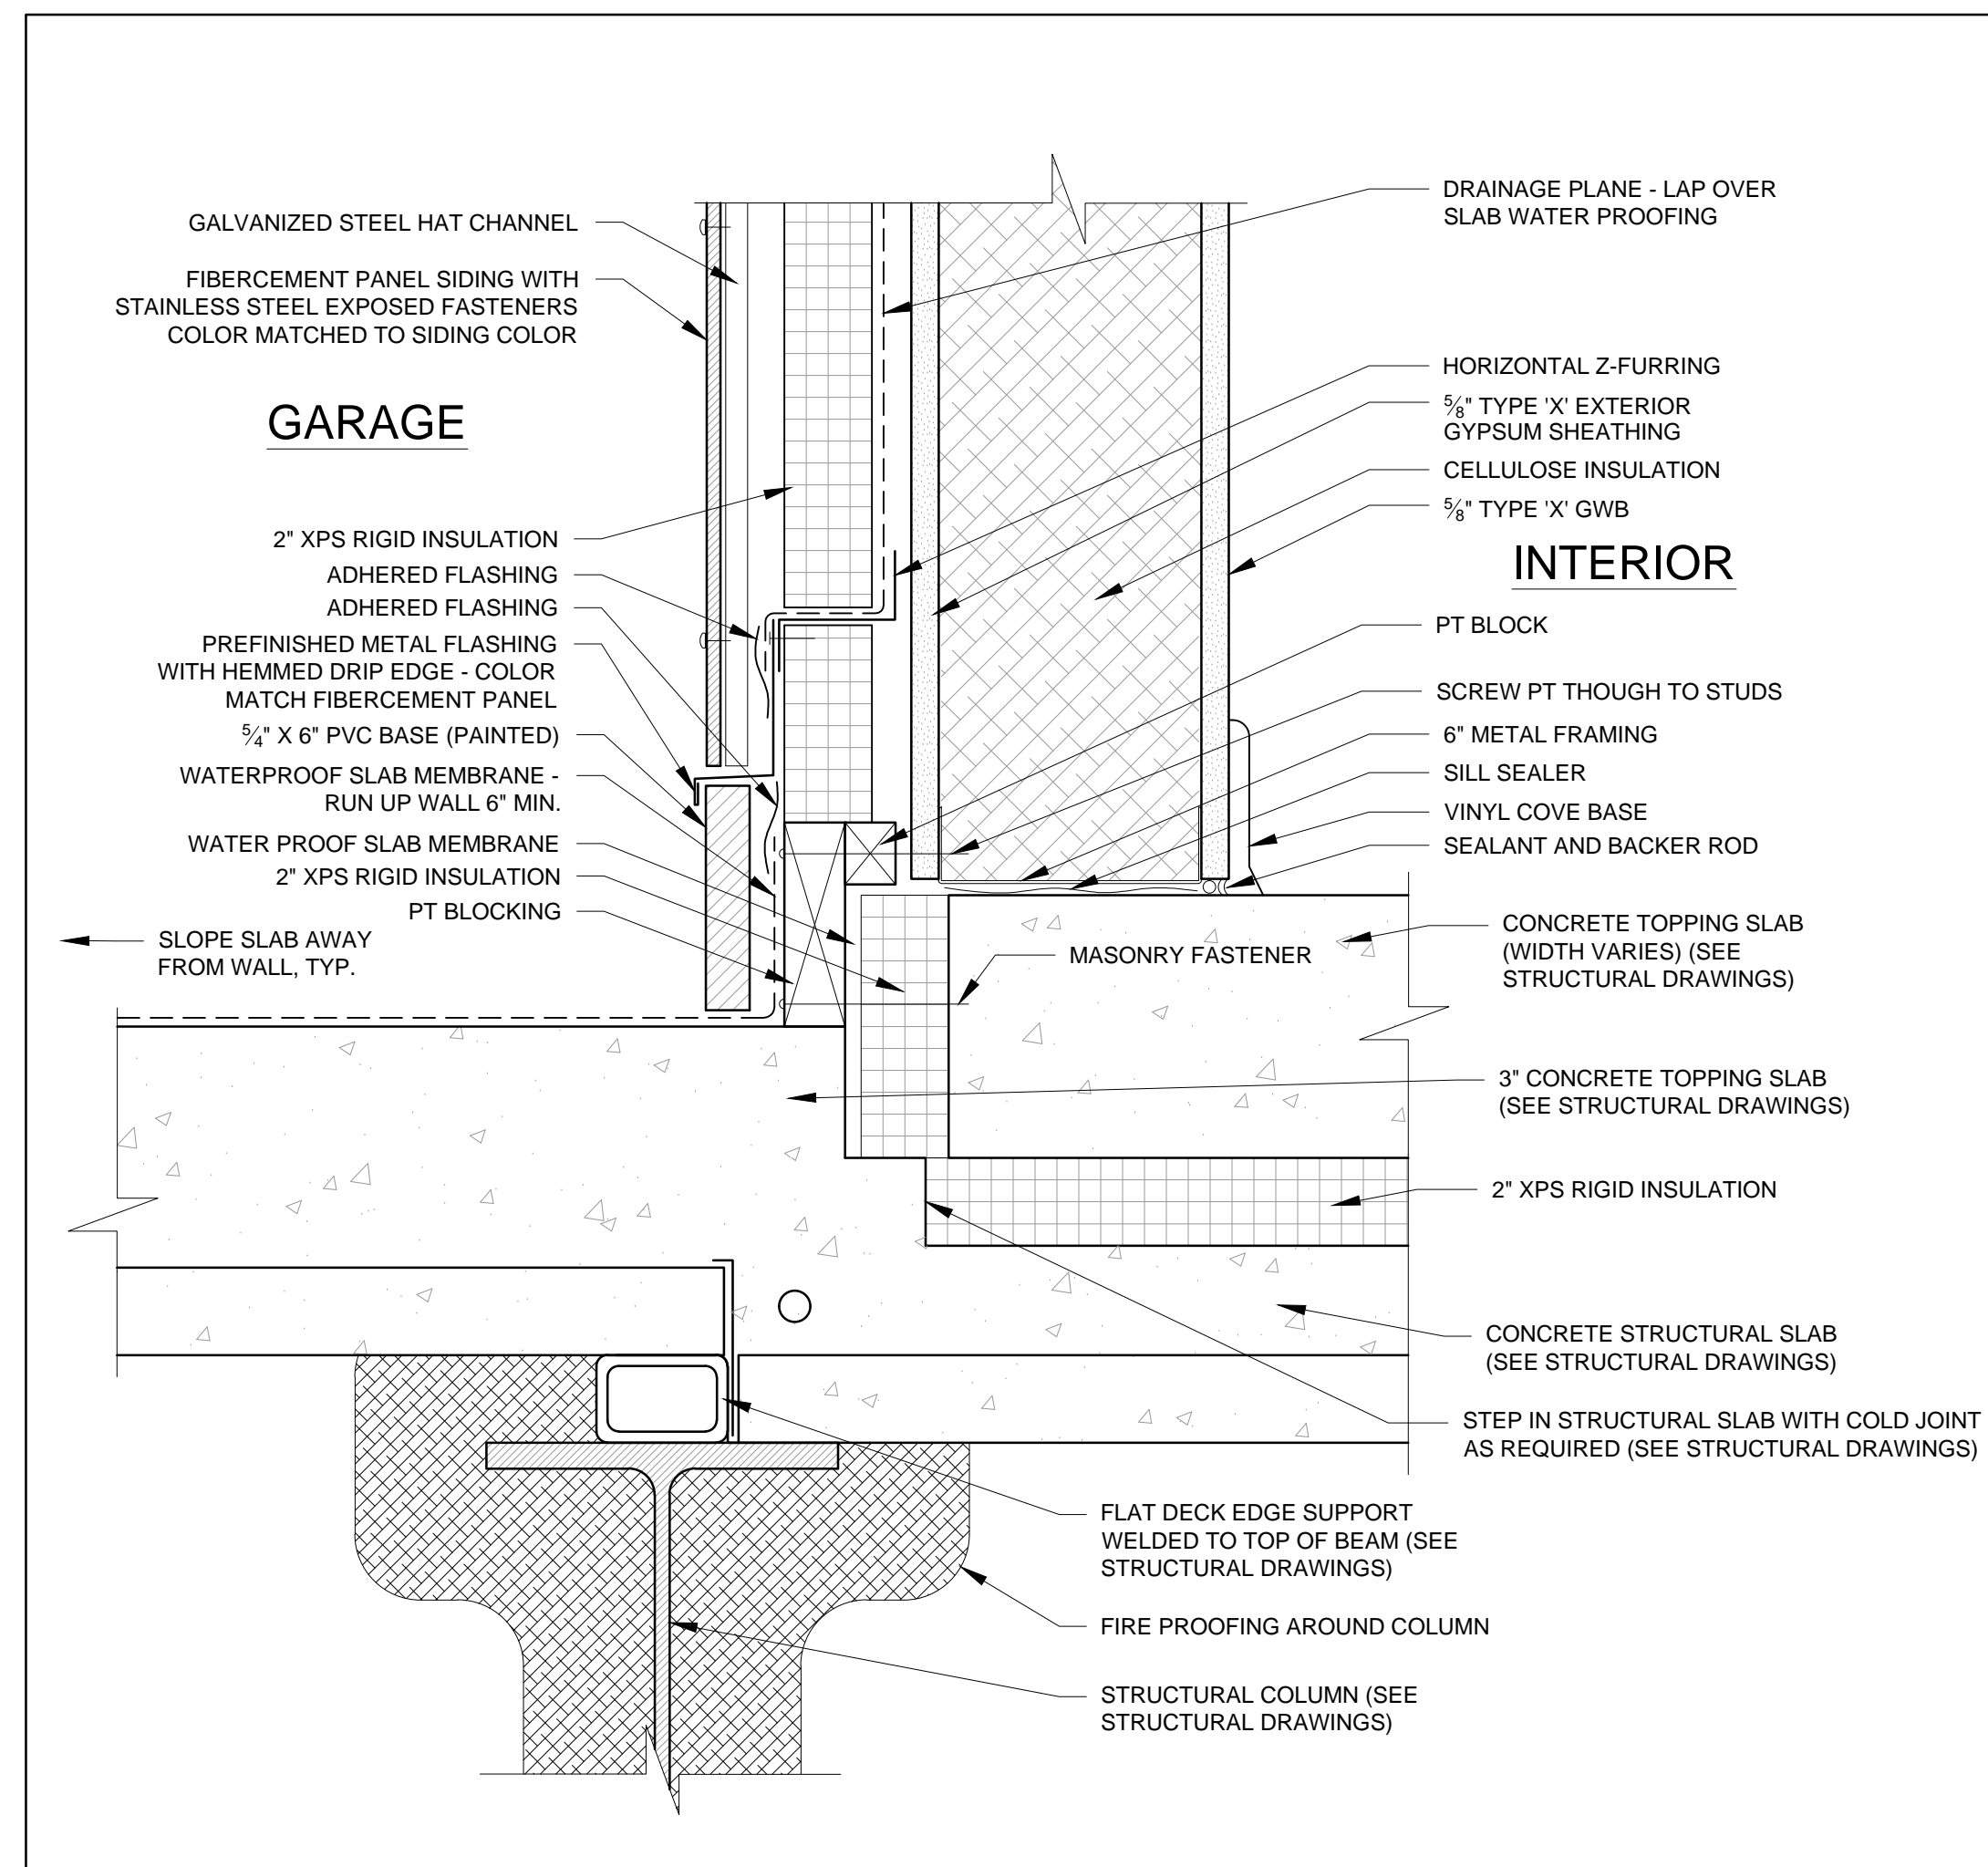 GALVANIZED STEEL HAT CHANNEL
FIBERCEMENT PANEL SIDING WITH
STAINLESS STEEL EXPOSED FASTENERS
COLOR MATCHED TO SIDING COLOR
GARAGE
2" XPS RIGID INSULATION
ADHERED FLASHING
ADHERED FLASHING
PREFINISHED METAL FLASHING
WITH HEMMED DRIP EDGE - COLOR
MATCH FIBERCEMENT PANEL
5/4" X 6" PVC BASE (PAINTED)
WATERPROOF SLAB MEMBRANE -
RUN UP WALL 6" MIN.
WATER PROOF SLAB MEMBRANE
2" XPS RIGID INSULATION
PT BLOCKING
SLOPE SLAB AWAY
FROM WALL, TYP.
DRAINAGE PLANE - LAP OVER
SLAB WATER PROOFING
HORIZONTAL Z-FURRING
5/8" TYPE 'X' EXTERIOR
GYPSUM SHEATHING
CELLULOSE INSULATION
5/8" TYPE 'X' GWB
INTERIOR
PT BLOCK
SCREW PT THOUGH TO STUDS
6" METAL FRAMING
SILL SEALER
VINYL COVE BASE
SEALANT AND BACKER ROD
MASONRY FASTENER
CONCRETE TOPPING SLAB
(WIDTH VARIES) (SEE
STRUCTURAL DRAWINGS)
3" CONCRETE TOPPING SLAB
(SEE STRUCTURAL DRAWINGS)
2" XPS RIGID INSULATION
CONCRETE STRUCTURAL SLAB
(SEE STRUCTURAL DRAWINGS)
STEP IN STRUCTURAL SLAB WITH COLD JOINT
AS REQUIRED (SEE STRUCTURAL DRAWINGS)
FLAT DECK EDGE SUPPORT
WELDED TO TOP OF BEAM (SEE
STRUCTURAL DRAWINGS)
FIRE PROOFING AROUND COLUMN
STRUCTURAL COLUMN (SEE
STRUCTURAL DRAWINGS)